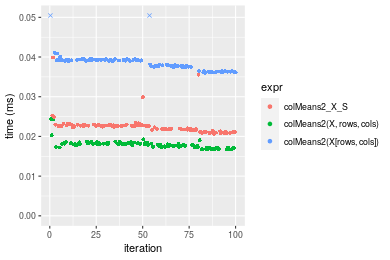 0.05
0.04
0.03
0.02
0.01
0.00
time (ms)
0
25
50
75
100
iteration
expr
colMeans2_X_S
colMeans2(X, rows, cols)
colMeans2(X[rows, cols])